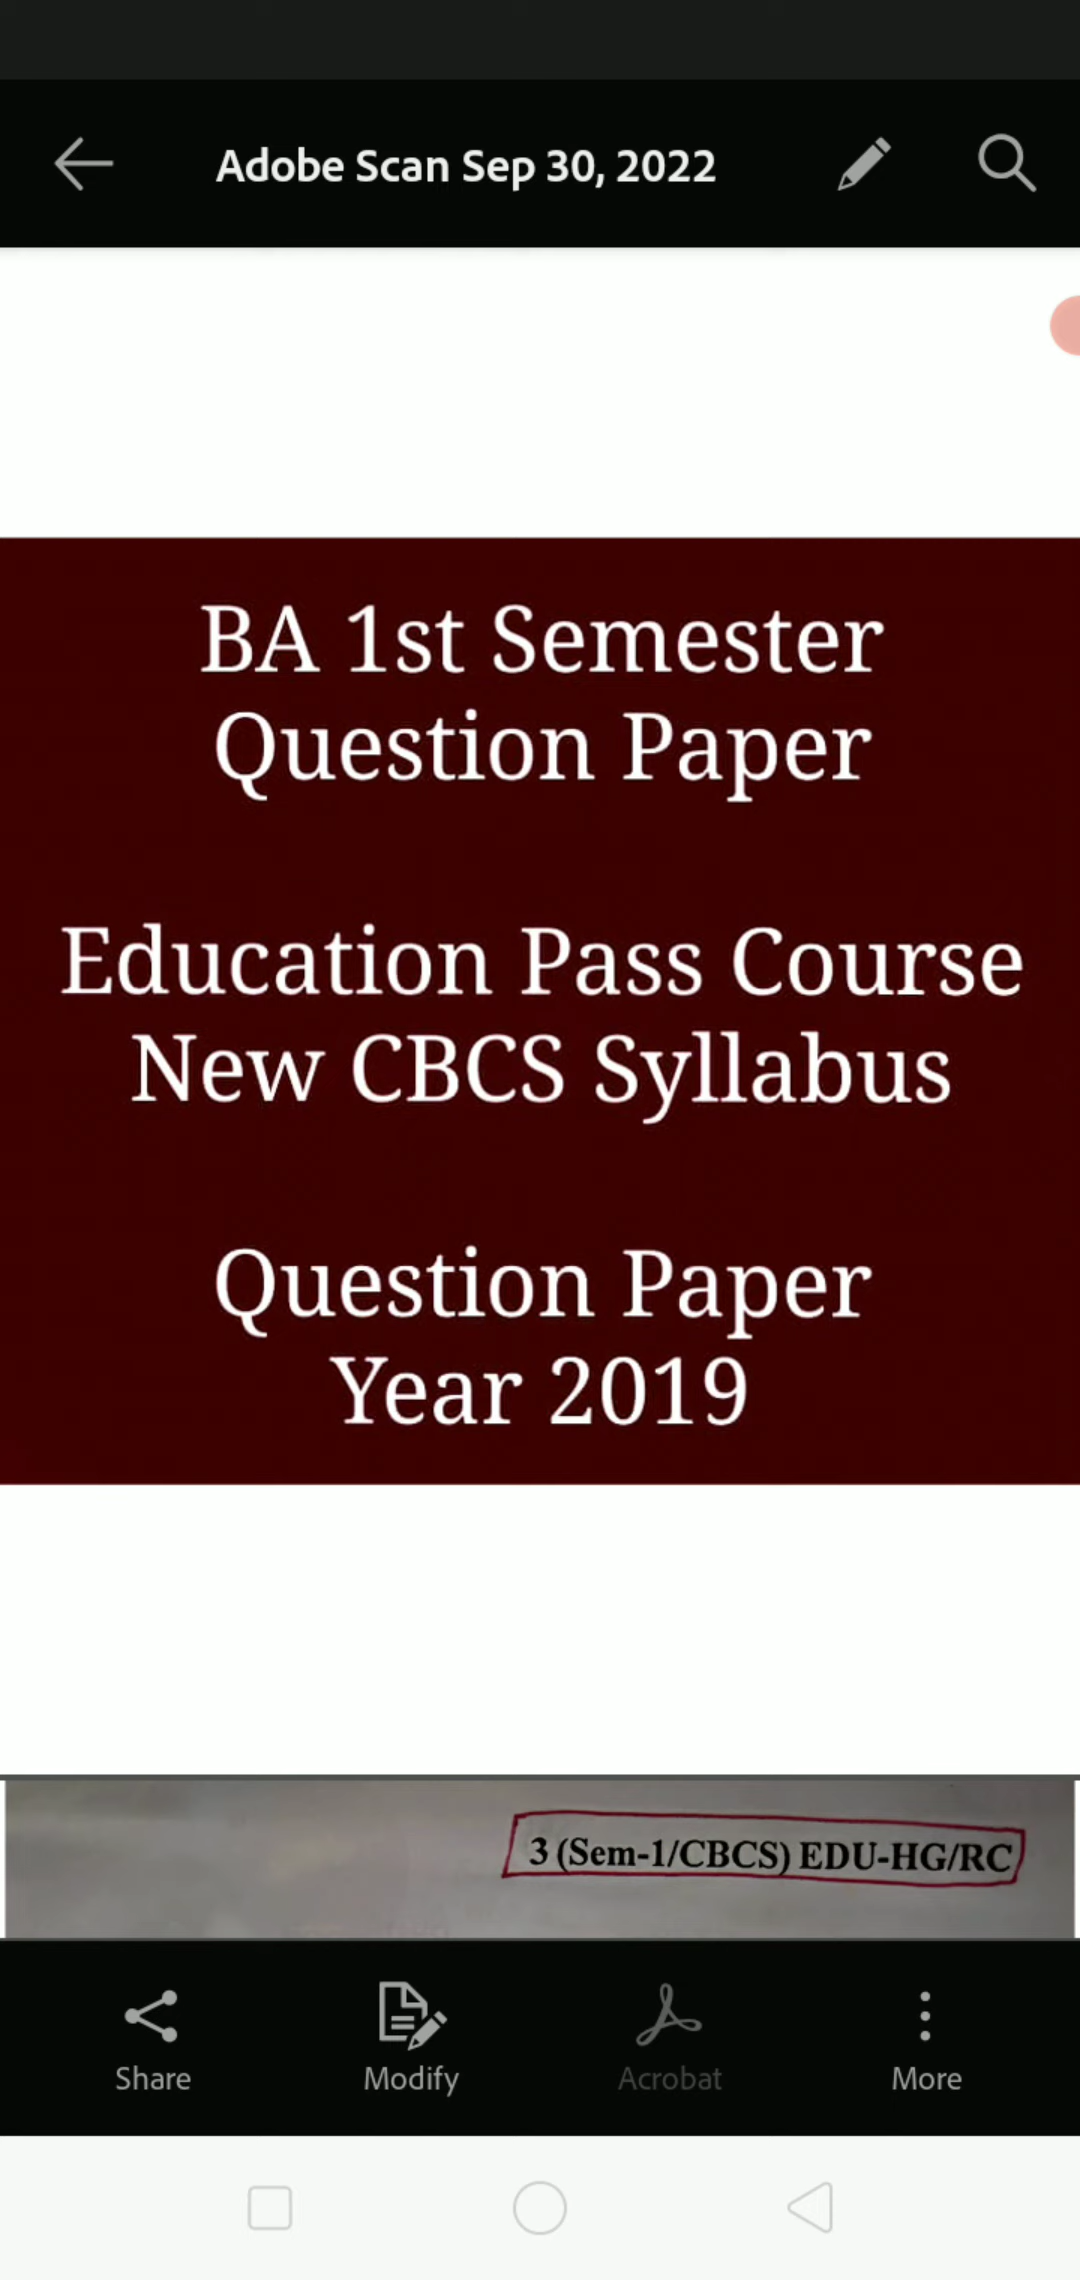 Adobe Scan Sep 30, 2022
BA 1st Semester
Question Paper
Education Pass Course
New CBCS Syllabus
Question Paper
Year 2019
3 (Sem-1/CBCS) EDU-HG/RC
Share
Modify
Acrobat
More